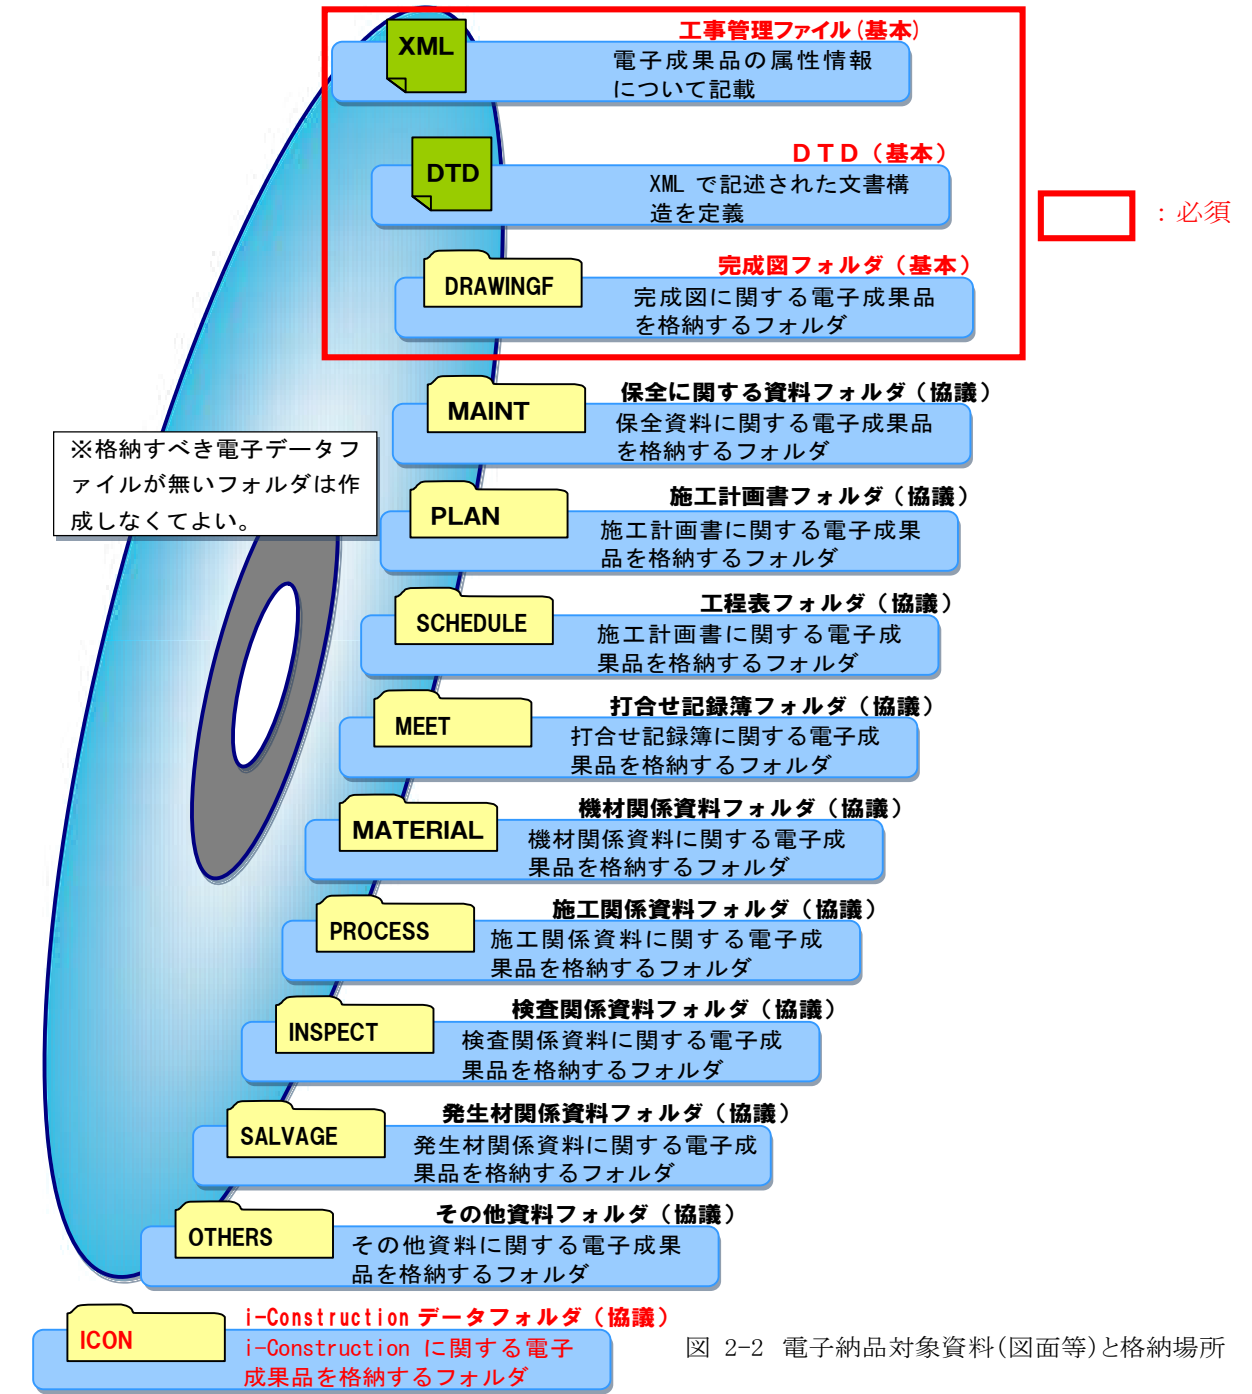 工事管理ファイル(基本)
XML
電子成果品の属性情報
について記載
DTD(基本)
DTD
XML で記述された文書構
造を定義
:必須
完成図フォルダ(基本)
DRAWINGF
完成図に関する電子成果品
を格納するフォルダ
保全に関する資料フォルダ(協議)
MAINT
保全資料に関する電子成果品
を格納するフォルダ
※格納すべき電子データフ
ァイルが無いフォルダは作
成しなくてよい。
施工計画書フォルダ(協議)
PLAN
施工計画書に関する電子成果
品を格納するフォルダ
工程表フォルダ(協議)
SCHEDULE
施工計画書に関する電子成
果品を格納するフォルダ
打合せ記録簿フォルダ(協議)
MEET
打合せ記録簿に関する電子成
果品を格納するフォルダ
機材関係資料フォルダ(協議)
MATERIAL
機材関係資料に関する電子成
果品を格納するフォルダ
施工関係資料フォルダ(協議)
PROCESS
施工関係資料に関する電子成
果品を格納するフォルダ
検査関係資料フォルダ(協議)
INSPECT
検査関係資料に関する電子成
果品を格納するフォルダ
発生材関係資料フォルダ(協議)
SALVAGE
発生材関係資料に関する電子成
果品を格納するフォルダ
その他資料フォルダ(協議)
OTHERS
その他資料に関する電子成果
品を格納するフォルダ
i-Construction データフォルダ(協議)
ICON
i-Construction に関する電子
成果品を格納するフォルダ
図 2-2 電子納品対象資料(図面等)と格納場所